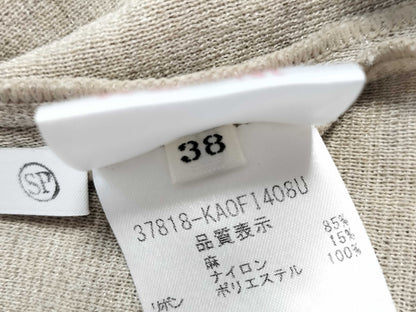 38
SP
37818-KAOFI408U
品質表示
麻 85%
ナイロン 15%
ポリエステル 100%
リボン